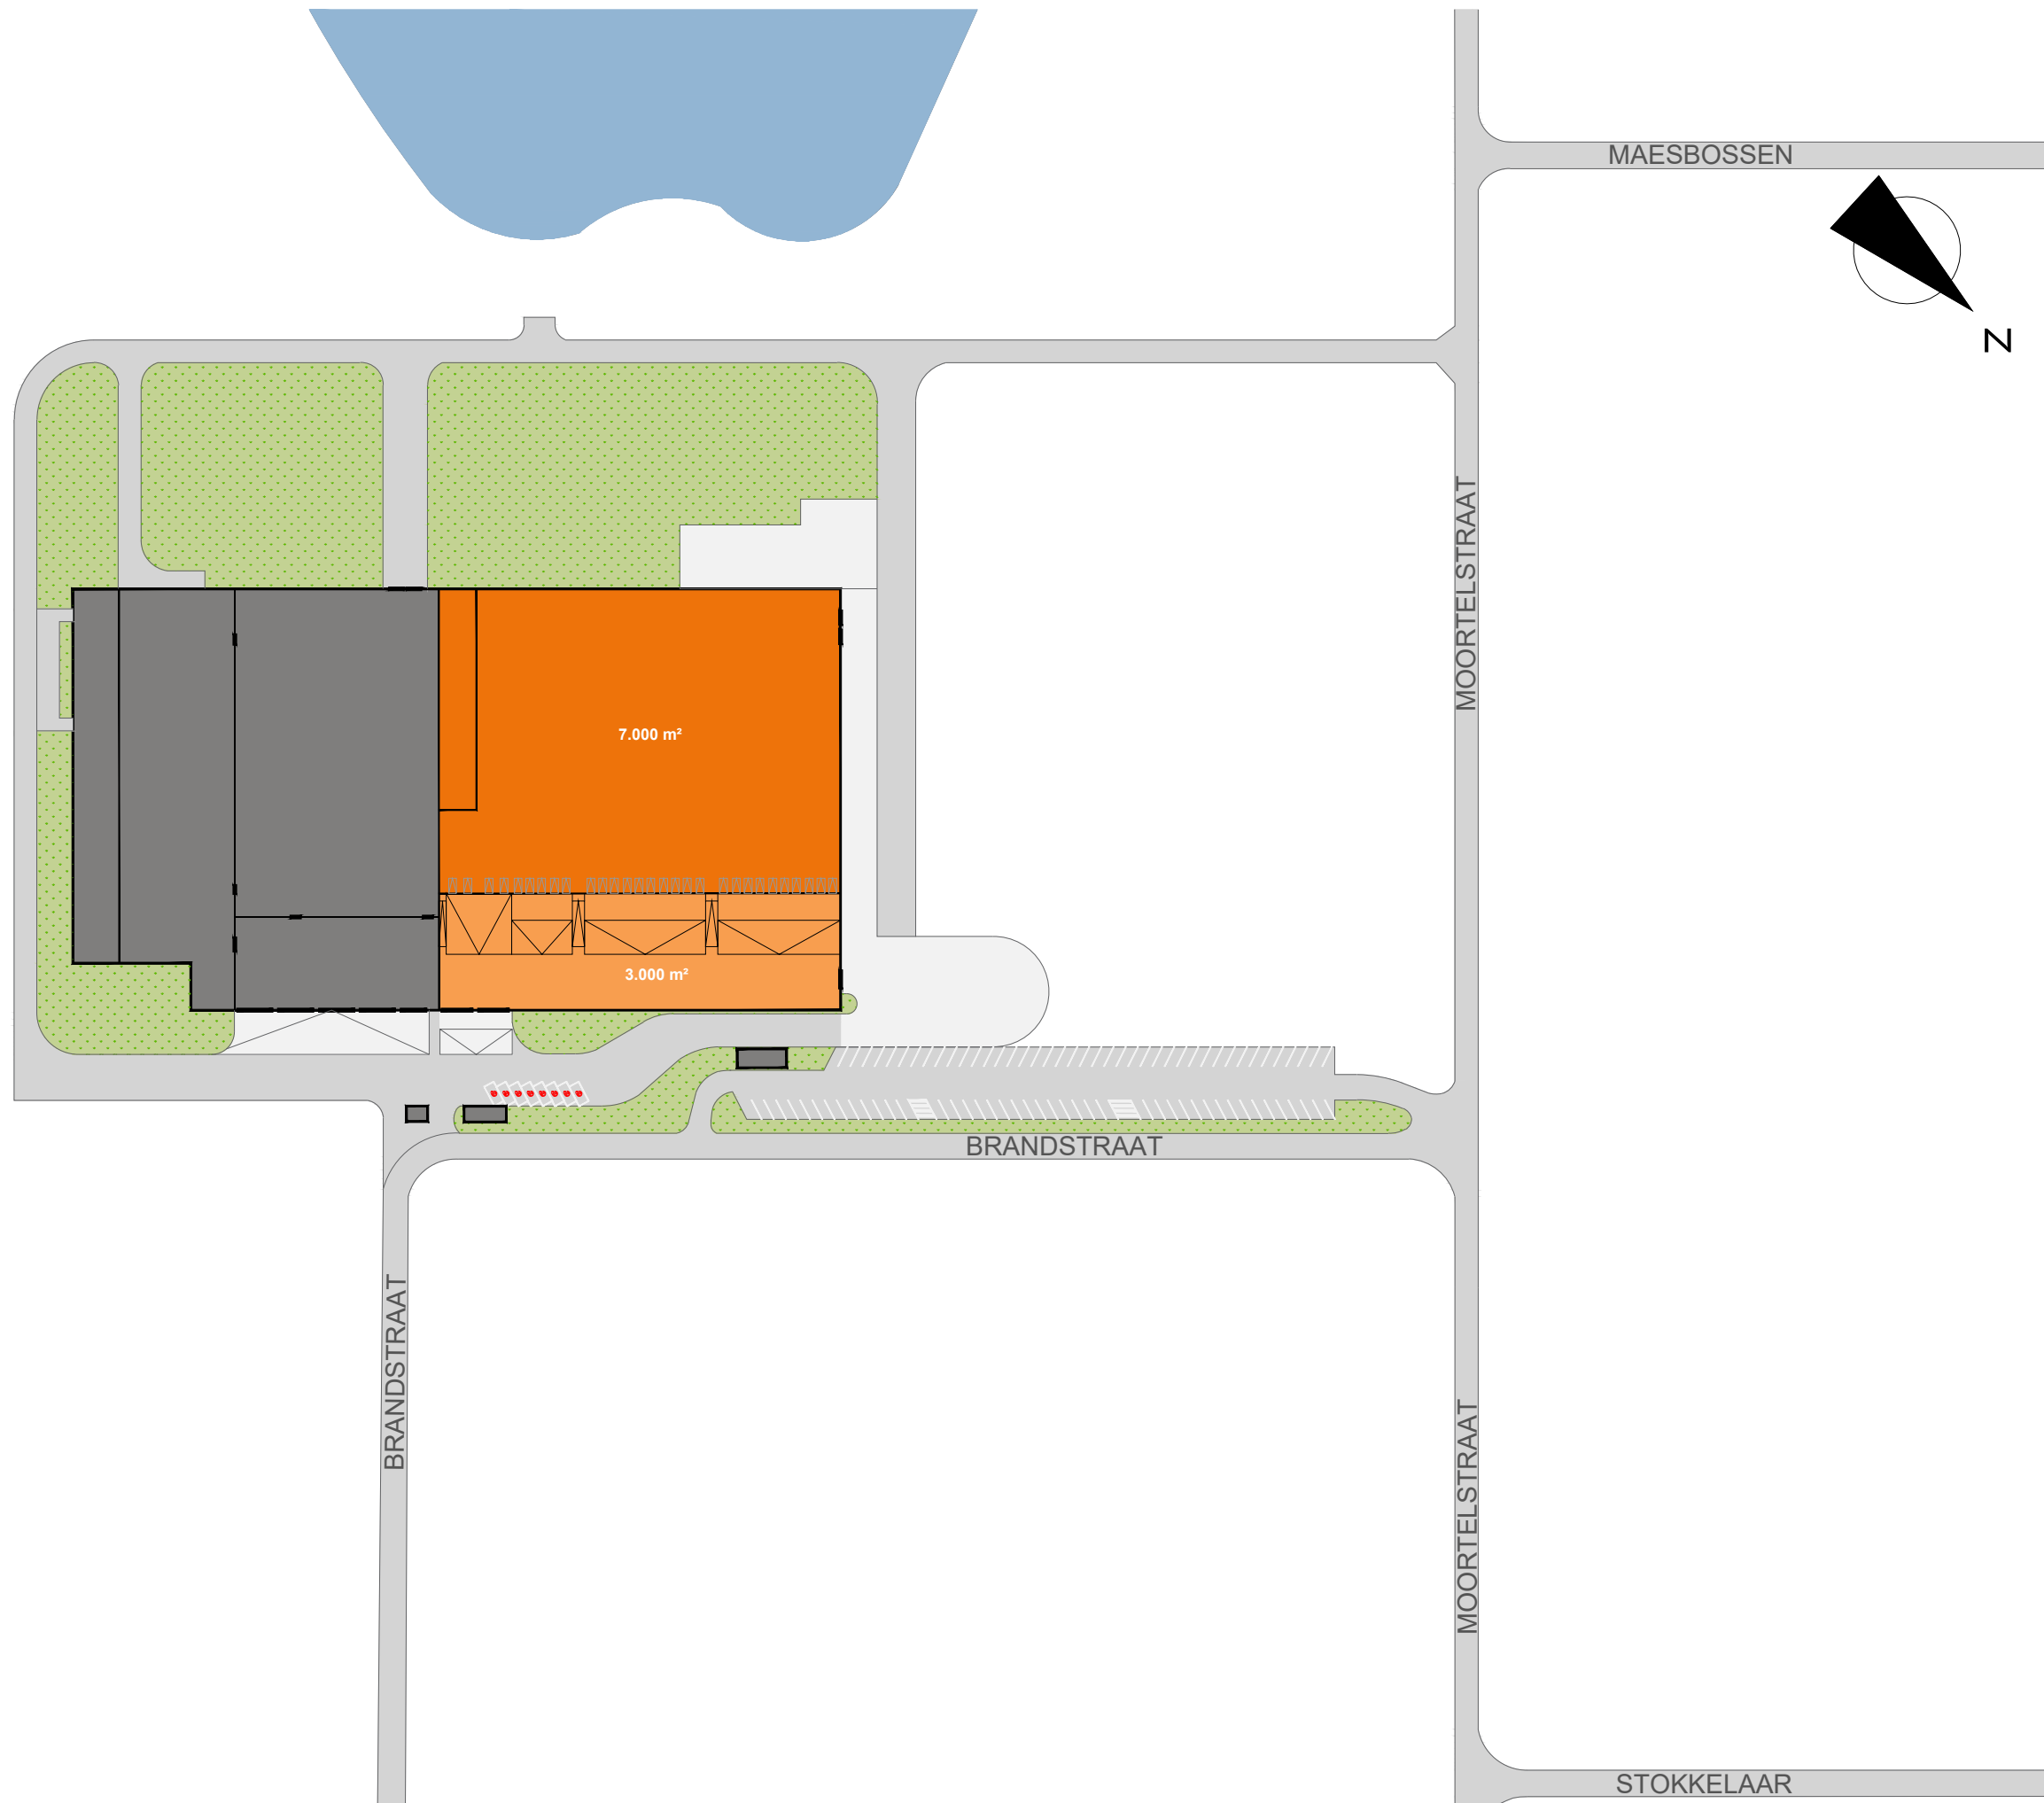 MAESBOSSEN
N
MOORTELSTRAAT
7.000 m²
3.000 m²
BRANDSTRAAT
BRANDSTRAAT
MOORTELSTRAAT
STOKKELAAR